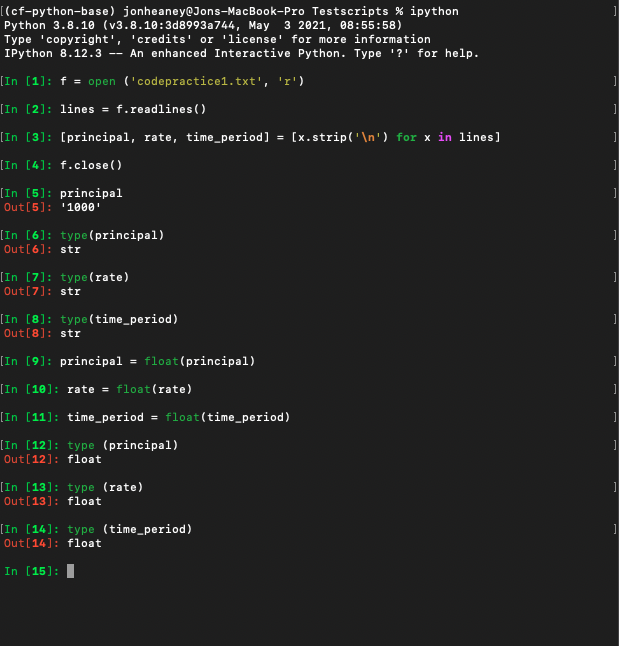 [(cf-python-base) jonheaney@Jons-MacBook-Pro Testscripts % ipython ]
Python 3.8.10 (v3.8.10:3d8993a744, May  3 2021, 08:55:58)
Type 'copyright', 'credits' or 'license' for more information
IPython 8.12.3 -- An enhanced Interactive Python. Type '?' for help.
[In [1]: f = open ('codepractice1.txt', 'r') ]
[In [2]: lines = f.readlines() ]
[In [3]: [principal, rate, time_period] = [x.strip('\n') for x in lines] ]
[In [4]: f.close() ]
[In [5]: principal ]
Out[5]: '1000'
[In [6]: type(principal) ]
Out[6]: str
[In [7]: type(rate) ]
Out[7]: str
[In [8]: type(time_period) ]
Out[8]: str
[In [9]: principal = float(principal) ]
[In [10]: rate = float(rate) ]
[In [11]: time_period = float(time_period) ]
[In [12]: type (principal) ]
Out[12]: float
[In [13]: type (rate) ]
Out[13]: float
[In [14]: type (time_period) ]
Out[14]: float
In [15]: